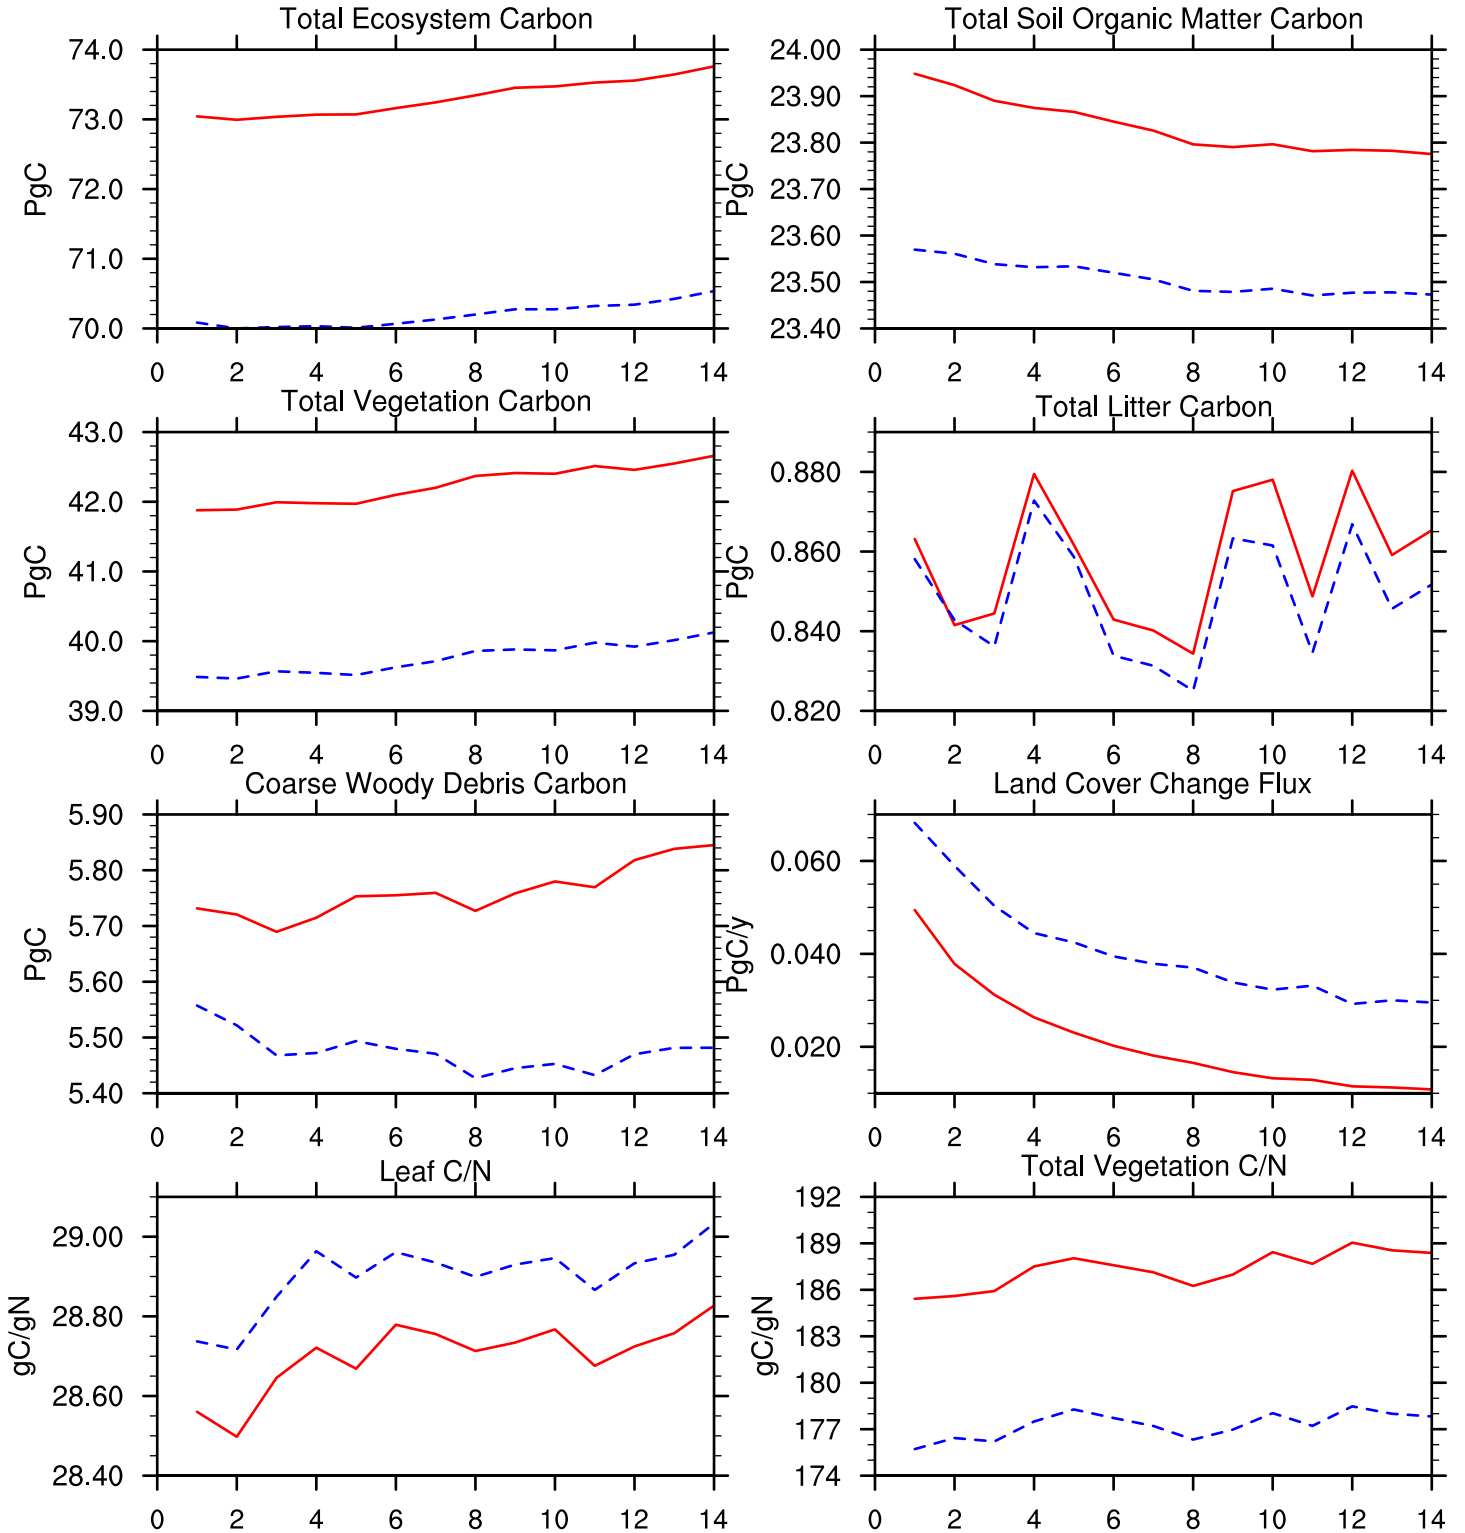 Total Ecosystem Carbon
74.0
73.0
72.0
71.0
70.0
PgC
0 2 4 6 8 10 12 14
Total Soil Organic Matter Carbon
24.00
23.90
23.80
23.70
23.60
23.50
23.40
PgC
0 2 4 6 8 10 12 14
Total Vegetation Carbon
43.0
42.0
41.0
40.0
39.0
PgC
0 2 4 6 8 10 12 14
Total Litter Carbon
0.880
0.860
0.840
0.820
PgC
0 2 4 6 8 10 12 14
Coarse Woody Debris Carbon
5.90
5.80
5.70
5.60
5.50
5.40
PgC
0 2 4 6 8 10 12 14
Land Cover Change Flux
0.060
0.040
0.020
PgC/y
0 2 4 6 8 10 12 14
Leaf C/N
29.00
28.80
28.60
28.40
gC/gN
0 2 4 6 8 10 12 14
Total Vegetation C/N
192
189
186
183
180
177
174
gC/gN
0 2 4 6 8 10 12 14